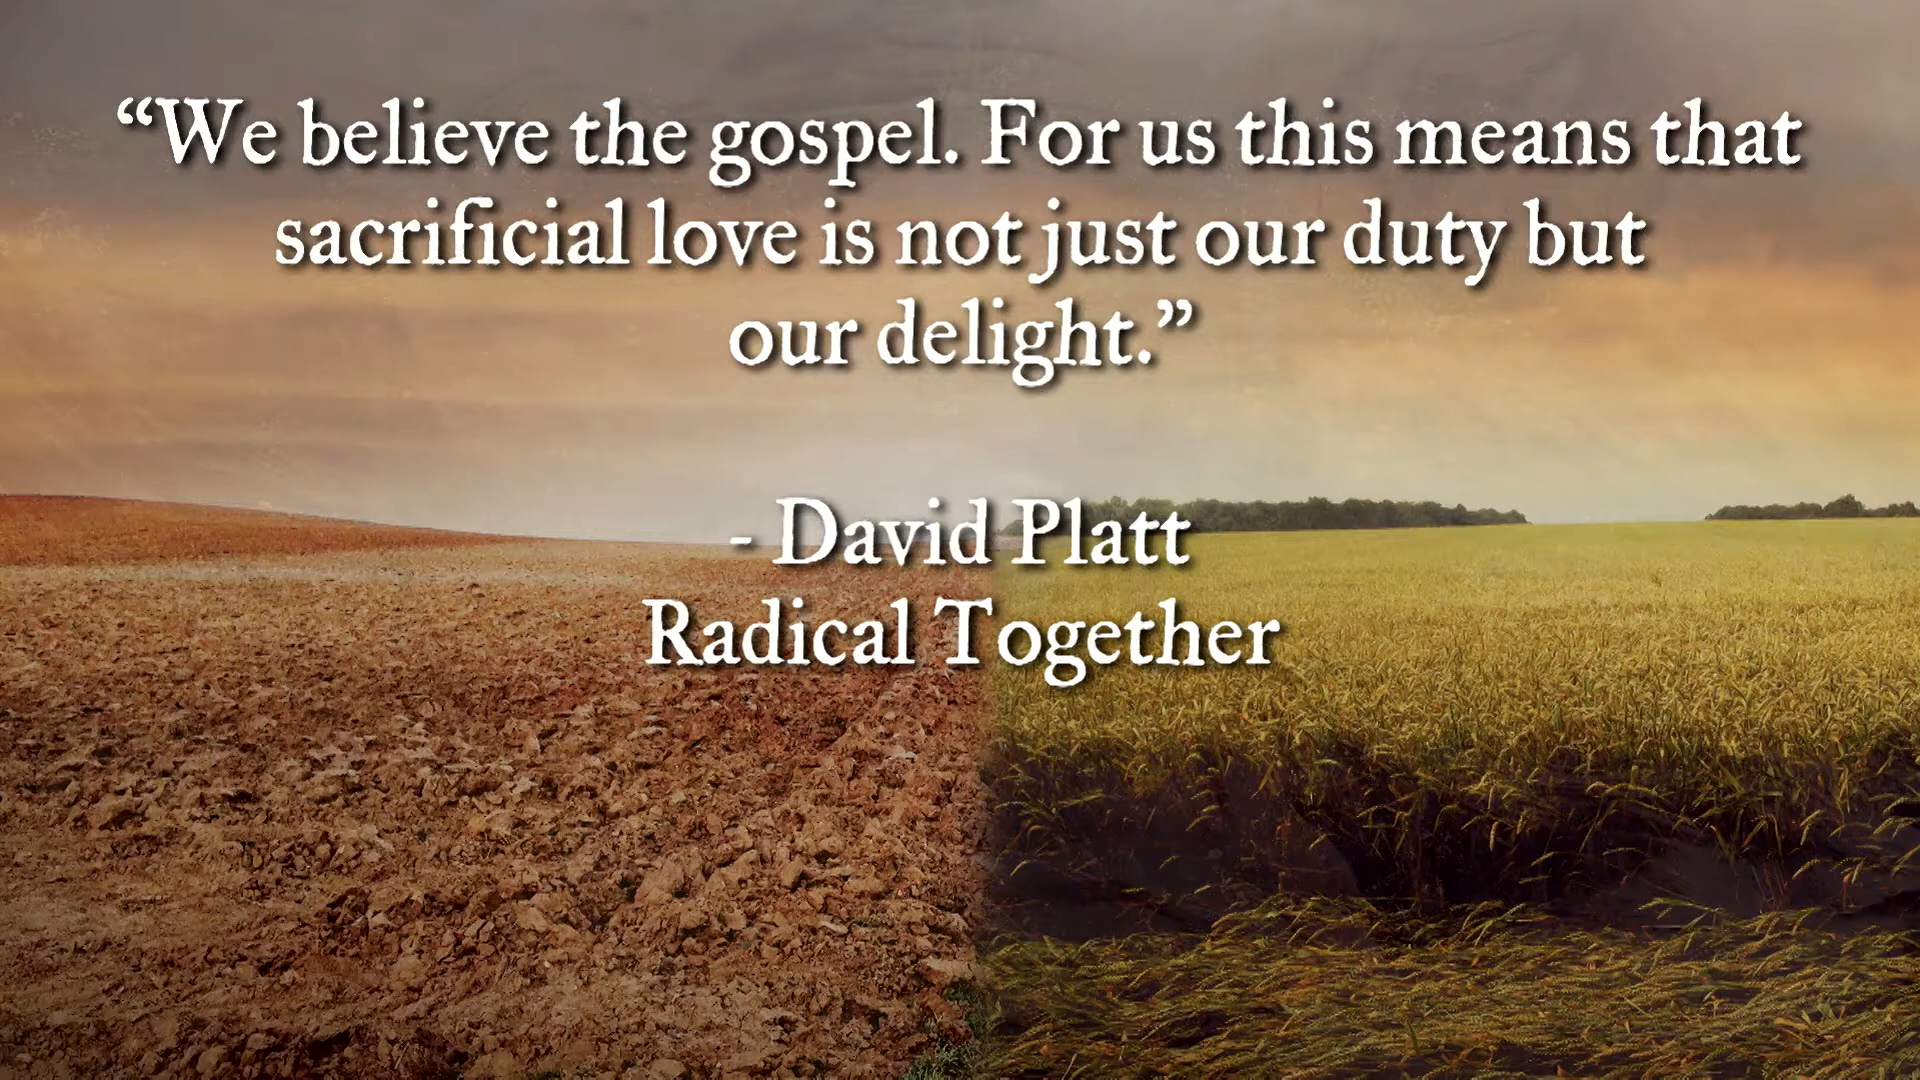 “We believe the gospel. For us this means that
sacrificial love is not just our duty but
our delight.”
- David Platt
Radical Together